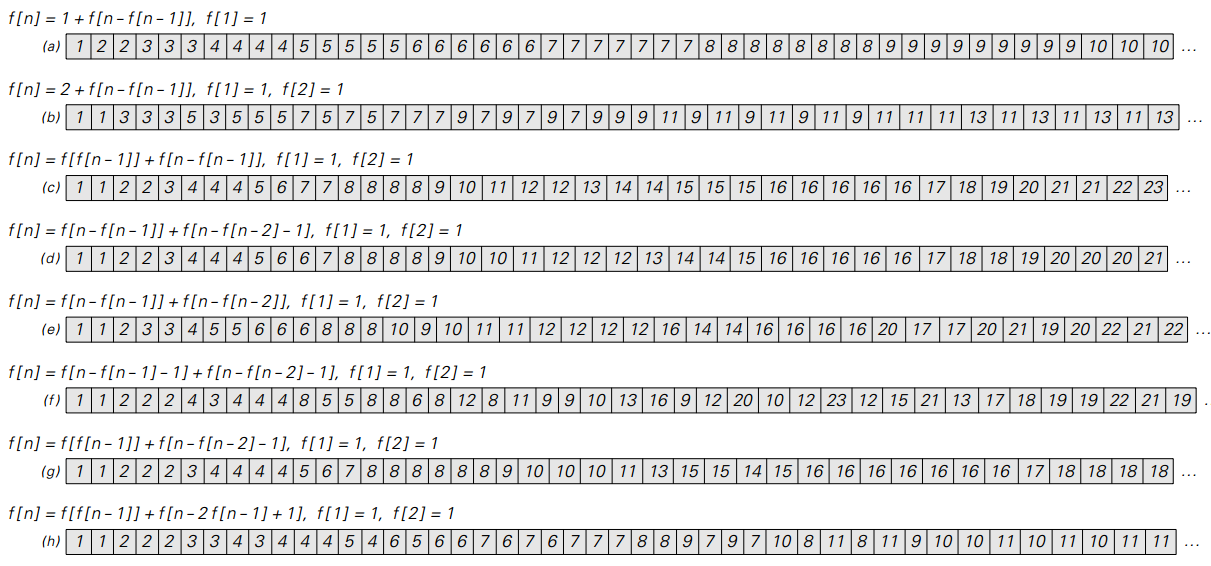 f[n] = 1 + f[n – f[n – 1]], f[1] = 1
(a) 1 2 2 3 3 3 4 4 4 4 5 5 5 5 5 6 6 6 6 6 6 7 7 7 7 7 7 7 8 8 8 8 8 8 8 8 9 9 9 9 9 9 9 9 9 10 10 10 ...
f[n] = 2 + f[n – f[n – 1]], f[1] = 1, f[2] = 1
(b) 1 1 3 3 3 5 3 5 5 5 7 5 7 5 7 7 7 9 7 9 7 9 7 9 9 9 11 9 11 9 11 9 11 9 11 11 11 13 11 13 11 13 11 13 ...
f[n] = f[f[n – 1]] + f[n – f[n – 1]], f[1] = 1, f[2] = 1
(c) 1 1 2 2 3 4 4 4 5 6 7 7 8 8 8 8 9 10 11 12 12 13 14 14 15 15 15 16 16 16 16 16 17 18 19 20 21 21 22 23 ...
f[n] = f[n – f[n – 1]] + f[n – f[n – 2] – 1], f[1] = 1, f[2] = 1
(d) 1 1 2 2 3 4 4 4 5 6 6 7 8 8 8 8 9 10 10 11 12 12 12 13 14 14 15 16 16 16 16 16 17 18 18 19 20 20 20 21 ...
f[n] = f[n – f[n – 1]] + f[n – f[n – 2]], f[1] = 1, f[2] = 1
(e) 1 1 2 3 3 4 5 5 6 6 6 8 8 8 10 9 10 11 11 12 12 12 12 16 14 14 16 16 16 16 20 17 17 20 21 19 20 22 21 22 ...
f[n] = f[n – f[n – 1] – 1] + f[n – f[n – 2] – 1], f[1] = 1, f[2] = 1
(f) 1 1 2 2 2 4 3 4 4 4 8 5 5 8 8 6 8 12 8 11 9 9 10 13 16 9 12 20 10 12 23 12 15 21 13 17 18 19 19 22 21 19 .
f[n] = f[f[n – 1]] + f[n – f[n – 2] – 1], f[1] = 1, f[2] = 1
(g) 1 1 2 2 2 3 4 4 4 4 5 6 7 8 8 8 8 8 8 9 10 10 10 11 13 15 15 14 15 16 16 16 16 16 16 16 17 18 18 18 18 ...
f[n] = f[f[n – 1]] + f[n – 2 f[n – 1] + 1], f[1] = 1, f[2] = 1
(h) 1 1 2 2 2 3 3 4 3 4 4 4 5 4 6 5 6 6 7 6 7 6 7 7 7 8 8 9 7 9 7 10 8 11 8 11 9 10 10 11 10 11 10 11 11 ...